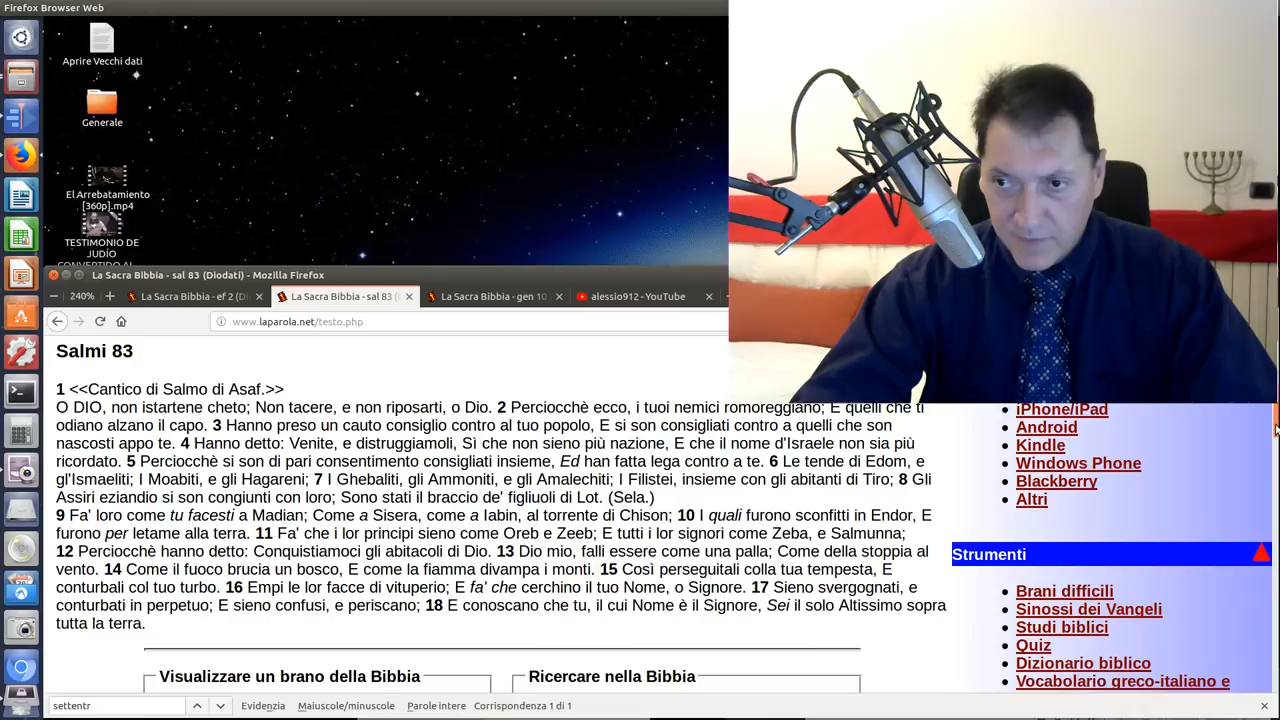 Firefox Browser Web
Aprire Vecchi dati
Generale
El Arrebatamiento
[360p].mp4
TESTIMONIO DE
JUDÍO
La Sacra Bibbia - sal 83 (Diodati) - Mozilla Firefox
240%
La Sacra Bibbia - ef 2 (Di
La Sacra Bibbia - sal 83 (
La Sacra Bibbia - gen 10
alessio912 - YouTube
www.laparola.net/testo.php
Salmi 83
1 <<Cantico di Salmo di Asaf.>>
O DIO, non istartene cheto; Non tacere, e non riposarti, o Dio. 2 Perciocchè ecco, i tuoi nemici romoreggiano; E quelli che ti
odiano alzano il capo. 3 Hanno preso un cauto consiglio contro al tuo popolo, E si son consigliati contro a quelli che son
nascosti appo te. 4 Hanno detto: Venite, e distruggiamoli, Sì che non sieno più nazione, E che il nome d'Israele non sia più
ricordato. 5 Perciocchè si son di pari consentimento consigliati insieme, Ed han fatta lega contro a te. 6 Le tende di Edom, e
gl'Ismaeliti; I Moabiti, e gli Hagareni; 7 I Ghebaliti, gli Ammoniti, e gli Amalechiti; I Filistei, insieme con gli abitanti di Tiro; 8 Gli
Assiri eziandio si son congiunti con loro; Sono stati il braccio de' figliuoli di Lot. (Sela.)
9 Fa' loro come tu facesti a Madian; Come a Sisera, come a Iabin, al torrente di Chison; 10 I quali furono sconfitti in Endor, E
furono per letame alla terra. 11 Fa' che i lor principi sieno come Oreb e Zeeb; E tutti i lor signori come Zeba, e Salmunna;
12 Perciocchè hanno detto: Conquistiamoci gli abitacoli di Dio. 13 Dio mio, falli essere come una palla; Come della stoppia al
vento. 14 Come il fuoco brucia un bosco, E come la fiamma divampa i monti. 15 Così perseguitali colla tua tempesta, E
conturbali col tuo turbo. 16 Empi le lor facce di vituperio; E fa' che cerchino il tuo Nome, o Signore. 17 Sieno svergognati, e
conturbati in perpetuo; E sieno confusi, e periscano; 18 E conoscano che tu, il cui Nome è il Signore, Sei il solo Altissimo sopra
tutta la terra.
Visualizzare un brano della Bibbia
Ricercare nella Bibbia
iPhone/iPad
Android
Kindle
Windows Phone
Blackberry
Altri
Strumenti
Brani difficili
Sinossi dei Vangeli
Studi biblici
Quiz
Dizionario biblico
Vocabolario greco-italiano e
settentr
Evidenzia
Maiuscole/minuscole
Parole intere
Corrispondenza 1 di 1